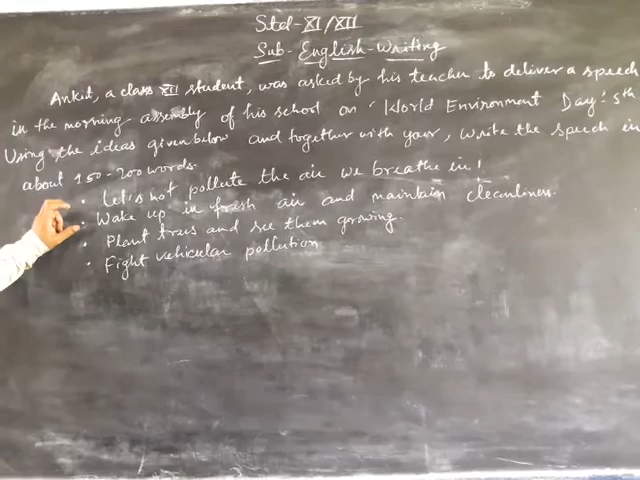 Std-XI/XII
Sub-English-Writing
Ankit, a class XII student, was asked by his teacher to deliver a speech
in the morning assembly of his school on 'World Environment Day: 5th
Using the ideas given below and together with your, write the speech in
about 150-200 words.
• Let's not pollute the air we breathe in!
• Wake up in fresh air and maintain cleanliness.
• Plant trees and see them growing.
• Fight vehicular pollution